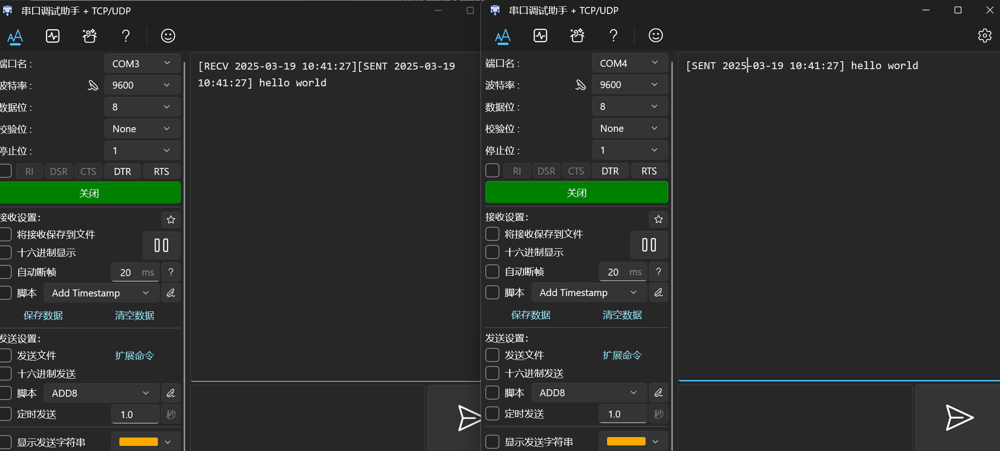 串口调试助手 + TCP/UDP
端口名 :
COM3
波特率 :
9600
数据位 :
8
校验位 :
None
停止位 :
1
RI DSR CTS DTR RTS
关闭
接收设置:
将接收保存到文件
十六进制显示
自动断帧 20 ms ?
脚本 Add Timestamp
保存数据 清空数据
发送设置:
发送文件 扩展命令
十六进制发送
脚本 ADD8
定时发送 1.0 秒
显示发送字符串
[RECV 2025-03-19 10:41:27][SENT 2025-03-19
10:41:27] hello world
串口调试助手 + TCP/UDP
端口名 :
COM4
波特率 :
9600
数据位 :
8
校验位 :
None
停止位 :
1
RI DSR CTS DTR RTS
关闭
接收设置:
将接收保存到文件
十六进制显示
自动断帧 20 ms ?
脚本 Add Timestamp
保存数据 清空数据
发送设置:
发送文件 扩展命令
十六进制发送
脚本 ADD8
定时发送 1.0 秒
显示发送字符串
[SENT 2025-03-19 10:41:27] hello world